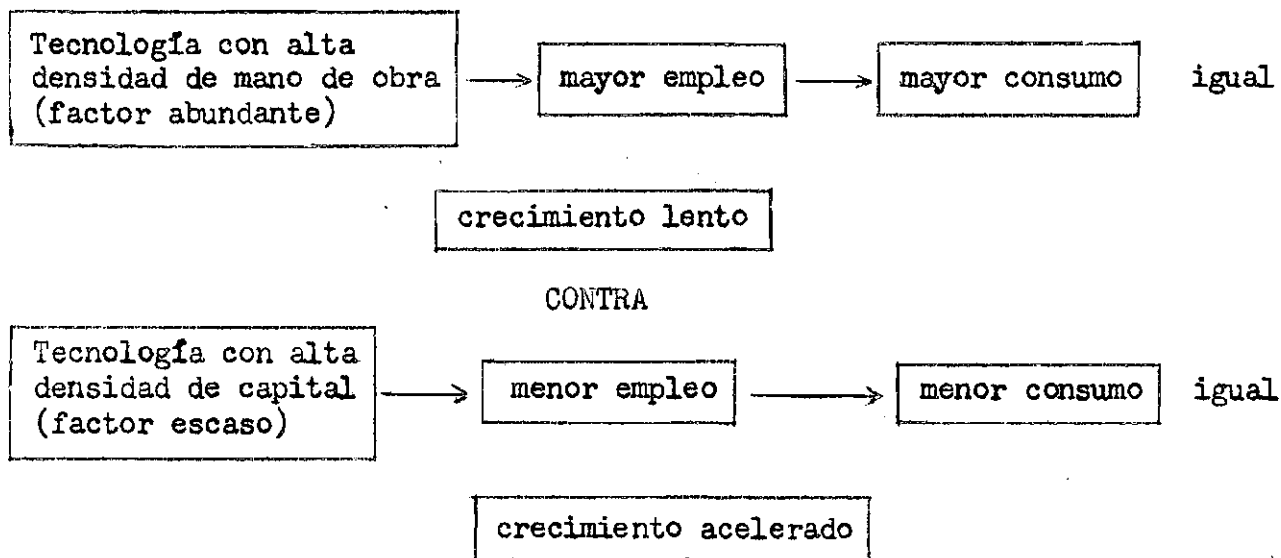 Tecnología con alta
densidad de mano de obra
(factor abundante)
mayor empleo
mayor consumo
igual
crecimiento lento
CONTRA
Tecnología con alta
densidad de capital
(factor escaso)
menor empleo
menor consumo
igual
crecimiento acelerado